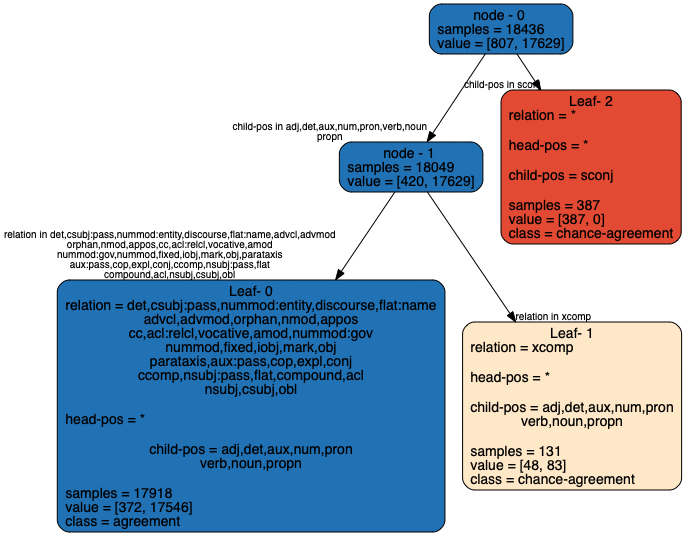 node - 0
samples = 18436
value = [807, 17629]
child-pos in sconj
Leaf- 2
relation = *
head-pos = *
child-pos = sconj
samples = 387
value = [387, 0]
class = chance-agreement
child-pos in adj,det,aux,num,pron,verb,noun
propn
node - 1
samples = 18049
value = [420, 17629]
relation in det,csubj:pass,nummod:entity,discourse,flat:name,advcl,advmod
orphan,nmod,appos,cc,acl:relcl,vocative,amod
nummod:gov,nummod,fixed,iobj,mark,obj,parataxis
aux:pass,cop,expl,conj,ccomp,nsubj:pass,flat
compound,acl,nsubj,csubj,obl
Leaf- 0
relation = det,csubj:pass,nummod:entity,discourse,flat:name
advcl,advmod,orphan,nmod,appos
cc,acl:relcl,vocative,amod,nummod:gov
nummod,fixed,iobj,mark,obj
parataxis,aux:pass,cop,expl,conj
ccomp,nsubj:pass,flat,compound,acl
nsubj,csubj,obl
head-pos = *
child-pos = adj,det,aux,num,pron
verb,noun,propn
samples = 17918
value = [372, 17546]
class = agreement
relation in xcomp
Leaf- 1
relation = xcomp
head-pos = *
child-pos = adj,det,aux,num,pron
verb,noun,propn
samples = 131
value = [48, 83]
class = chance-agreement